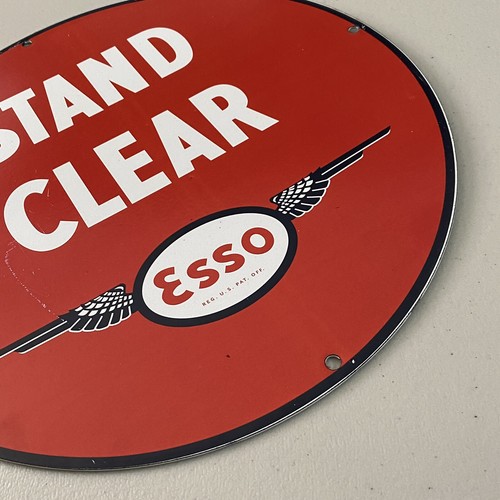 STAND
CLEAR
Esso
REG. U.S. PAT. OFF.